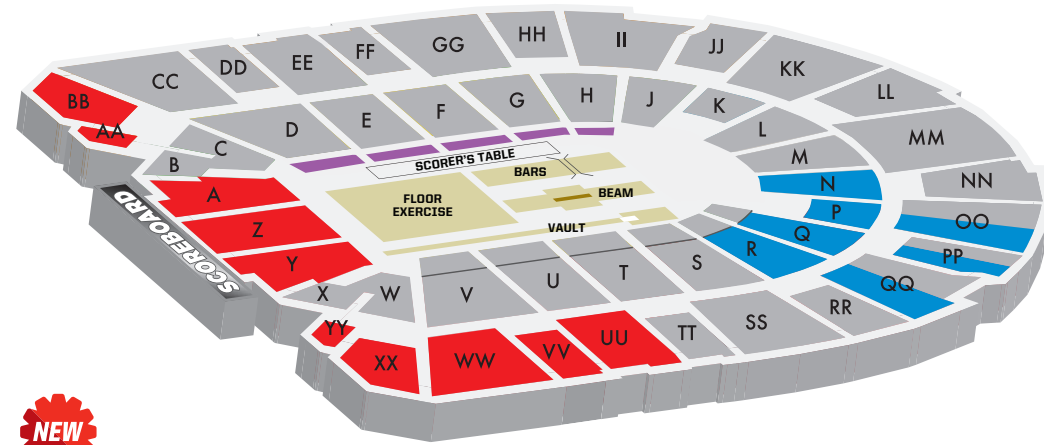 HH
II
GG
FF
JJ
EE
DD
KK
CC
LL
BB
H
J
K
G
F
E
D
L
AA
MM
C
SCORER'S TABLE
M
B
BARS
NN
N
A
FLOOR
EXERCISE
BEAM
P
OO
Z
VAULT
Q
PP
R
SCOREBOARD
Y
S
T
U
QQ
X
W
V
RR
YY
SS
TT
UU
VV
WW
XX
NEW